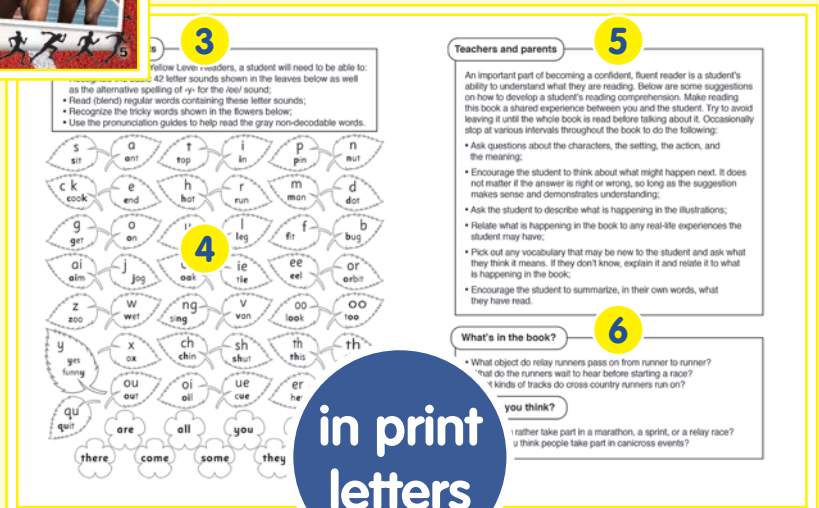 5
3
Yellow Level Readers, a student will need to be able to:
42 letter sounds shown in the leaves below as well
as the alternative spelling of ‹y› for the /ee/ sound;
• Read (blend) regular words containing these letter sounds;
• Recognize the tricky words shown in the flowers below;
• Use the pronunciation guides to help read the gray non-decodable words.
s a t i p n
sit ant top in pin nut
c k e h r m d
cook end hot run man dot
g o l f b
get on leg fit bug
4
ai j ie ee or
aim jog oak tie eel orbit
z w ng v oo oo
zoo wet sing van look too
y x ch sh th th
yes ox chin shut this
funny
ou oi ue er
out oil cue
qu
quit
are all you
there come some they
Teachers and parents
5
An important part of becoming a confident, fluent reader is a student's
ability to understand what they are reading. Below are some suggestions
on how to develop a student's reading comprehension. Make reading
this book a shared experience between you and the student. Try to avoid
leaving it until the whole book is read before talking about it. Occasionally
stop at various intervals throughout the book to do the following:
• Ask questions about the characters, the setting, the action, and
the meaning;
• Encourage the student to think about what might happen next. It does
not matter if the answer is right or wrong, so long as the suggestion
makes sense and demonstrates understanding;
• Ask the student to describe what is happening in the illustrations;
• Relate what is happening in the book to any real-life experiences the
student may have;
• Pick out any vocabulary that may be new to the student and ask what
they think it means. If they don't know, explain it and relate it to what
is happening in the book;
• Encourage the student to summarize, in their own words, what
they have read.
What's in the book?
6
• What object do relay runners pass on from runner to runner?
do the runners wait to hear before starting a race?
kinds of tracks do cross country runners run on?
you think?
rather take part in a marathon, a sprint, or a relay race?
think people take part in canicross events?
in print
letters